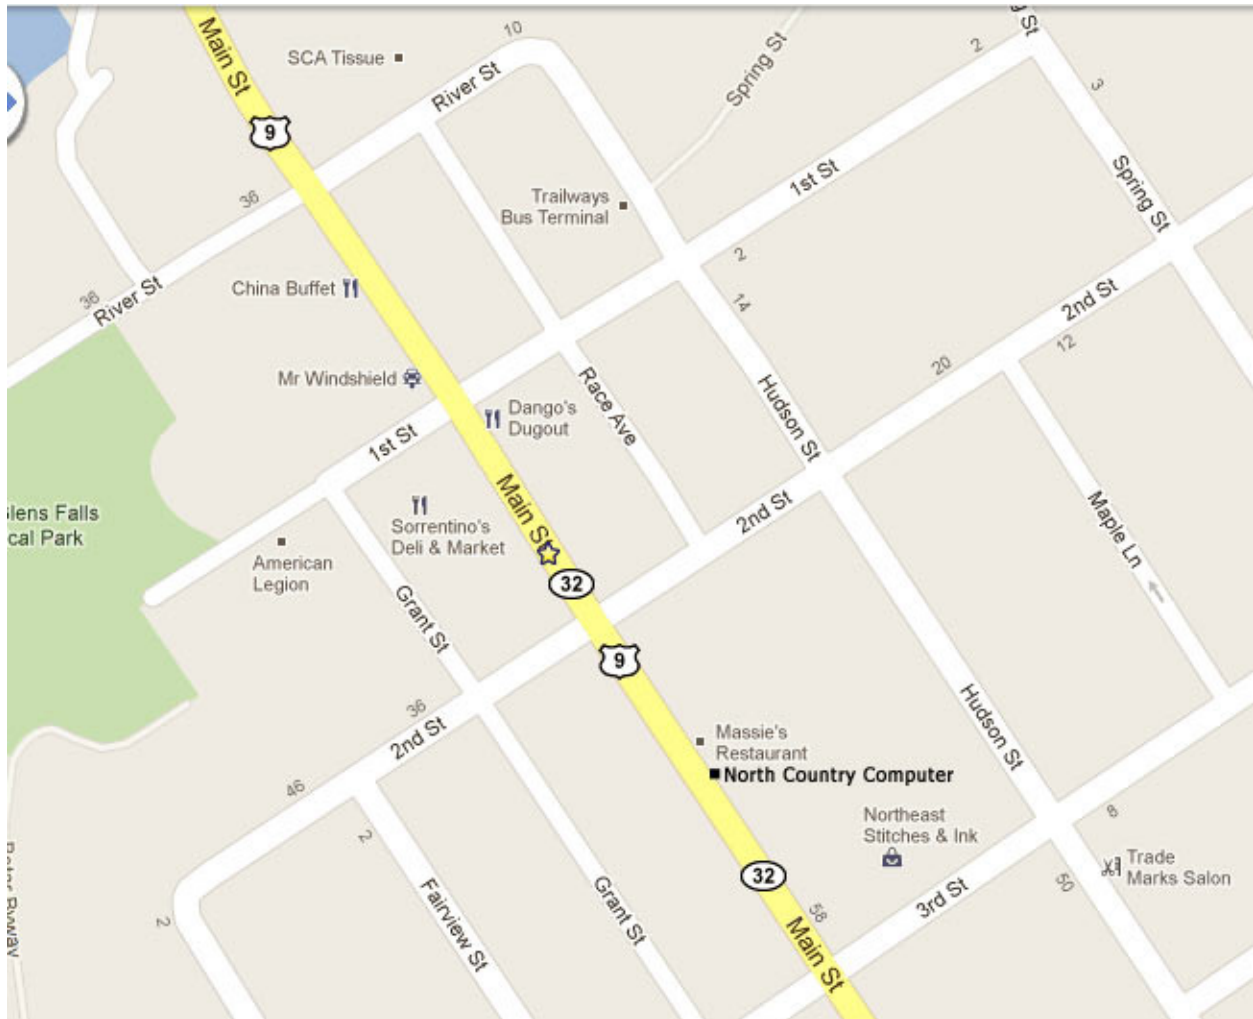 g St
10
2
Main St
SCA Tissue
River St
Spring St
3
9
1st St
Spring St
36
Trailways
Bus Terminal
2
36
River St
China Buffet
14
2nd St
12
20
Mr Windshield
Race Ave
Hudson St
Dango's
Dugout
1st St
Main St
2nd St
Maple Ln
Glens Falls
cal Park
Sorrentino's
Deli & Market
American
Legion
32
Grant St
9
36
2nd St
Hudson St
Massie's
Restaurant
North Country Computer
46
2
Northeast
Stitches & Ink
8
Trade
Marks Salon
32
50
3rd St
58
Fairview St
Grant St
2
Main St